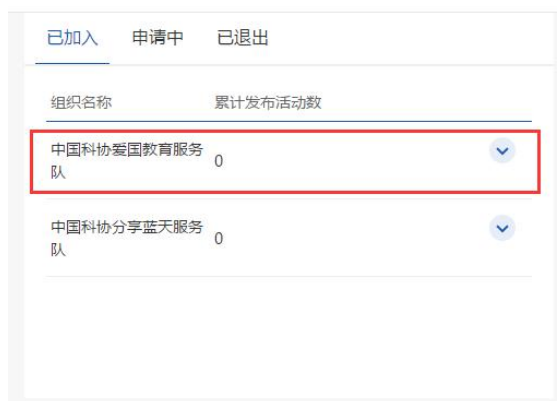 已加入 申请中 已退出
组织名称 累计发布活动数
中国科协爱国教育服务
队 0
中国科协分享蓝天服务
队 0